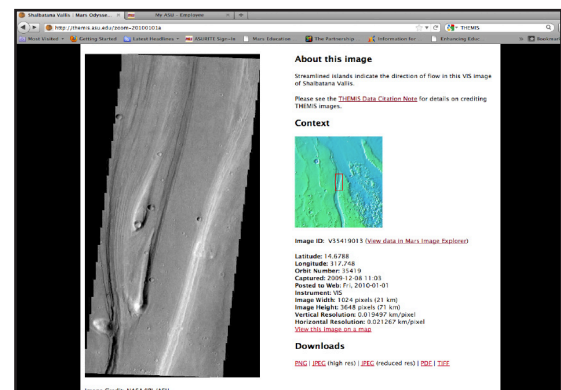 Shalbatana Vallis | Mars Odysse...
My ASU - Employee
http://themis.asu.edu/zoom-20100101a
THEMIS
Most Visited
Getting Started
Latest Headlines
ASURITE Sign-In
Mars Education
The Partnership
Information for
Enhancing Educ...
Bookmar
About this image
Streamlined islands indicate the direction of flow in this VIS image
of Shalbatana Vallis.
Please see the THEMIS Data Citation Note for details on crediting
THEMIS images.
Context
Image ID: V35419013 (View data in Mars Image Explorer)
Latitude: 14.6788
Longitude: 317.748
Orbit Number: 35419
Captured: 2009-12-08 11:03
Posted to Web: Fri, 2010-01-01
Instrument: VIS
Image Width: 1024 pixels (21 km)
Image Height: 3648 pixels (71 km)
Vertical Resolution: 0.019497 km/pixel
Horizontal Resolution: 0.021267 km/pixel
View this image on a map
Downloads
PNG | JPEG (high res) | JPEG (reduced res) | PDF | TIFF